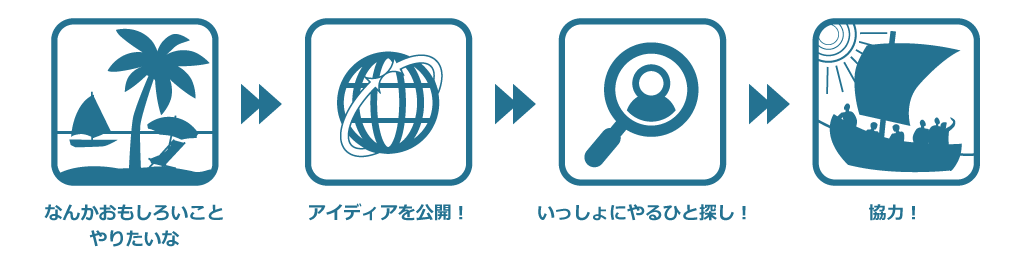 なんかおもしろいこと
やりたいな
アイディアを公開！
いっしょにやるひと探し！
協力！